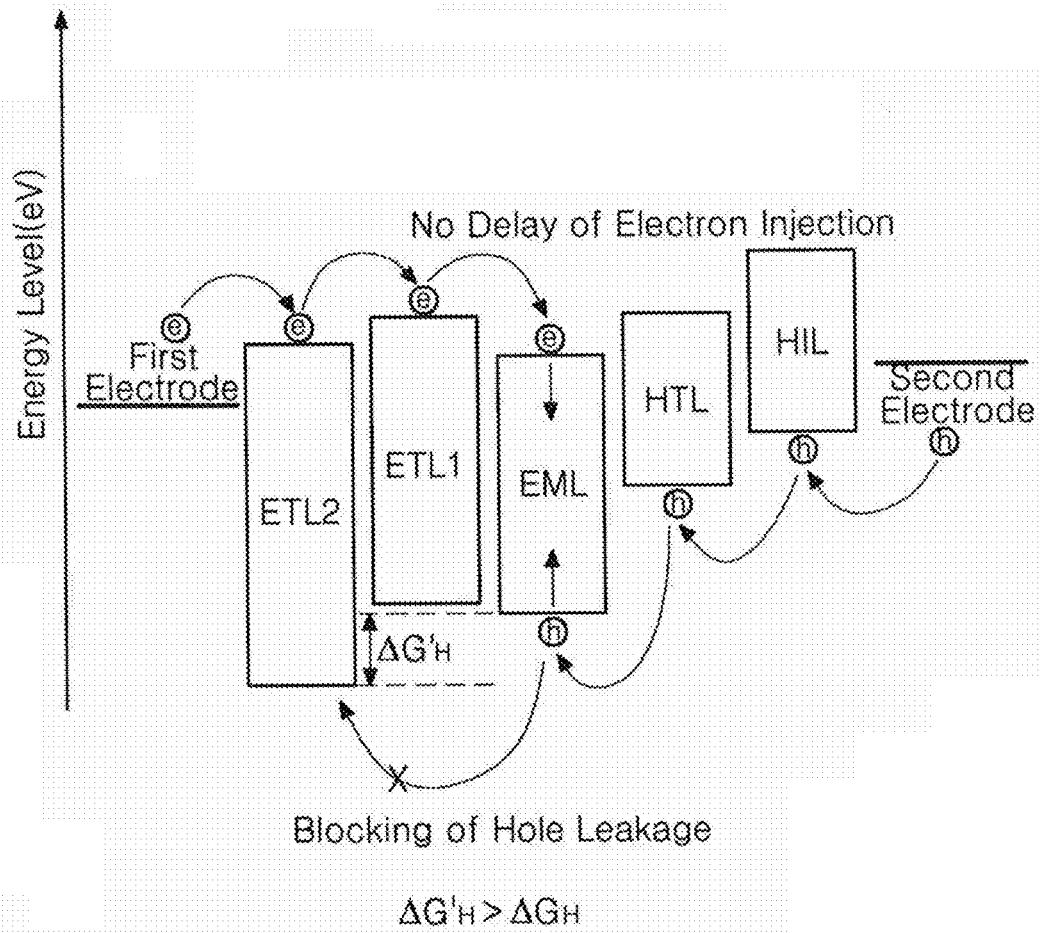 Energy Level(eV)
No Delay of Electron Injection
e
e
e
e
First
Electrode
ETL2
ETL1
EML
HTL
HIL
Second
Electrode
h
h
h
h
ΔG'H
Blocking of Hole Leakage
ΔG'H > ΔGH